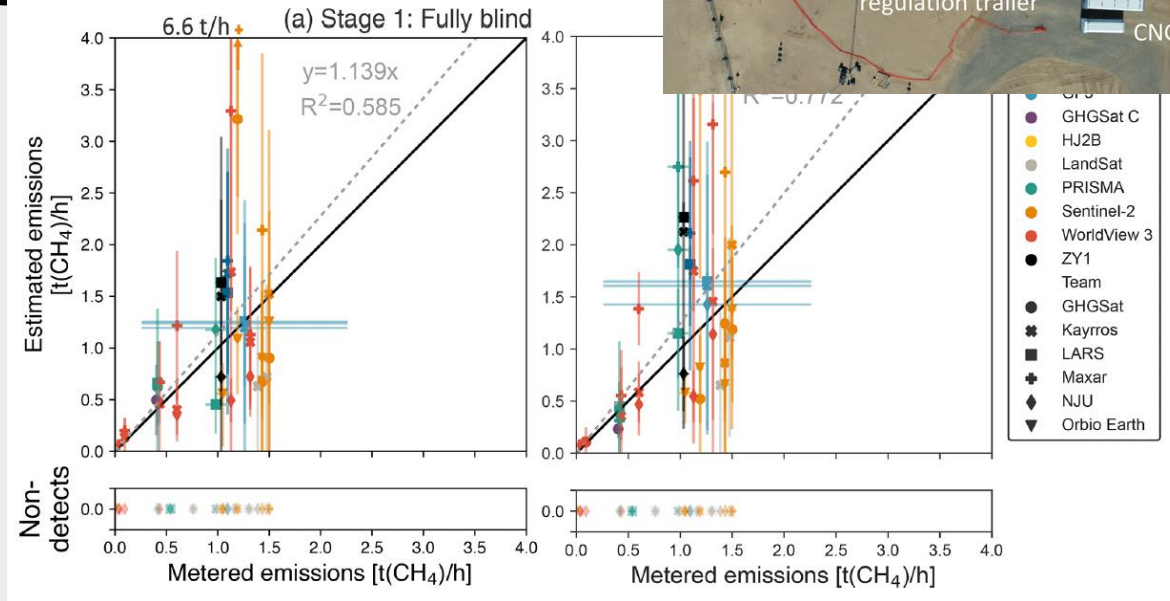 regulation trailer
CNG
6.6 t/h
(a) Stage 1: Fully blind
y=1.139x
R²=0.585
R²=0.772
Estimated emissions
[t(CH₄)/h]
4.0
3.5
3.0
2.5
2.0
1.5
1.0
0.5
0.0
4.0
3.5
3.0
2.5
2.0
1.5
1.0
0.5
0.0
GHGSat C
HJ2B
LandSat
PRISMA
Sentinel-2
WorldView 3
ZY1
Team
GHGSat
Kayrros
LARS
Maxar
NJU
Orbio Earth
Non-
detects
0.0
0.0
0.0 0.5 1.0 1.5 2.0 2.5 3.0 3.5 4.0
0.0 0.5 1.0 1.5 2.0 2.5 3.0 3.5 4.0
Metered emissions [t(CH₄)/h]
Metered emissions [t(CH₄)/h]